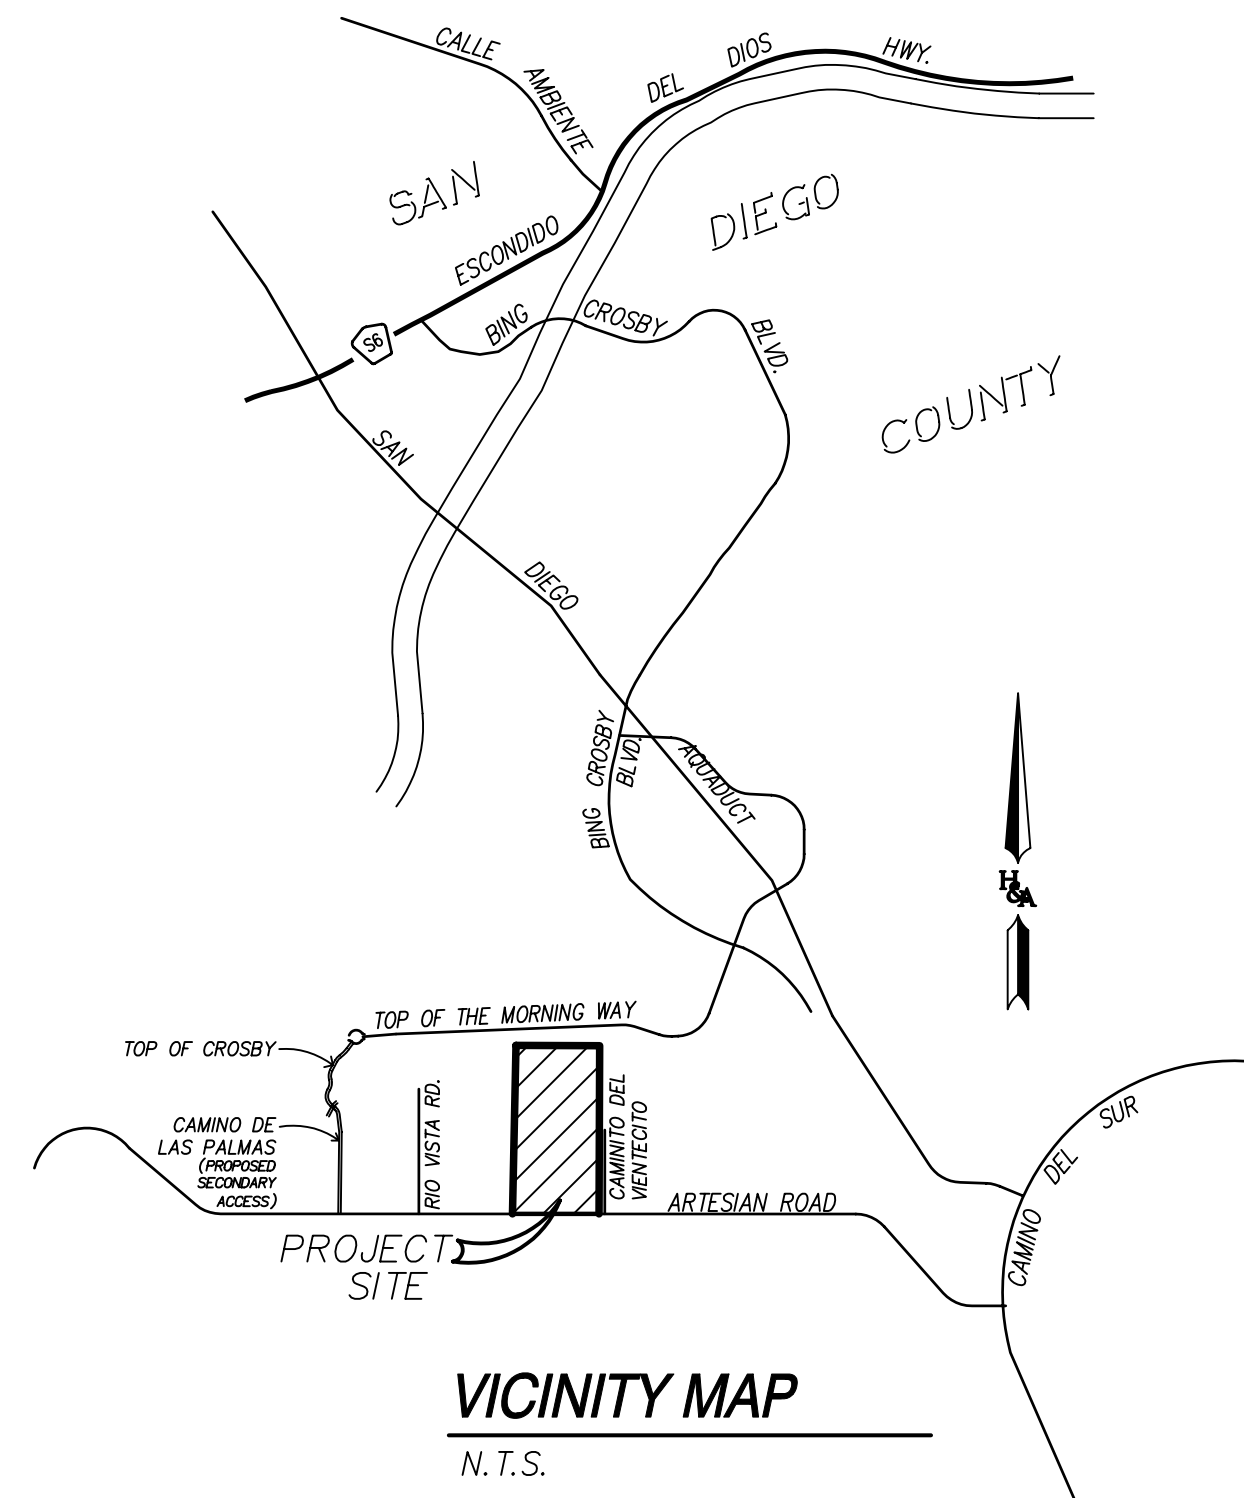 CALLE AMBIENTE
ESCONDIDO DEL DIOS HWY.
SAN DIEGO COUNTY
S6
BING CROSBY BLVD.
SAN DIEGO AQUADUCT
BING CROSBY
BLVD.
H&A
TOP OF THE MORNING WAY
TOP OF CROSBY
CAMINO DE
LAS PALMAS
(PROPOSED
SECONDARY
ACCESS)
RIO VISTA RD.
CAMINITO DEL
VIENTECITO
ARTESIAN ROAD
CAMINO DEL SUR
PROJECT
SITE
VICINITY MAP
N.T.S.